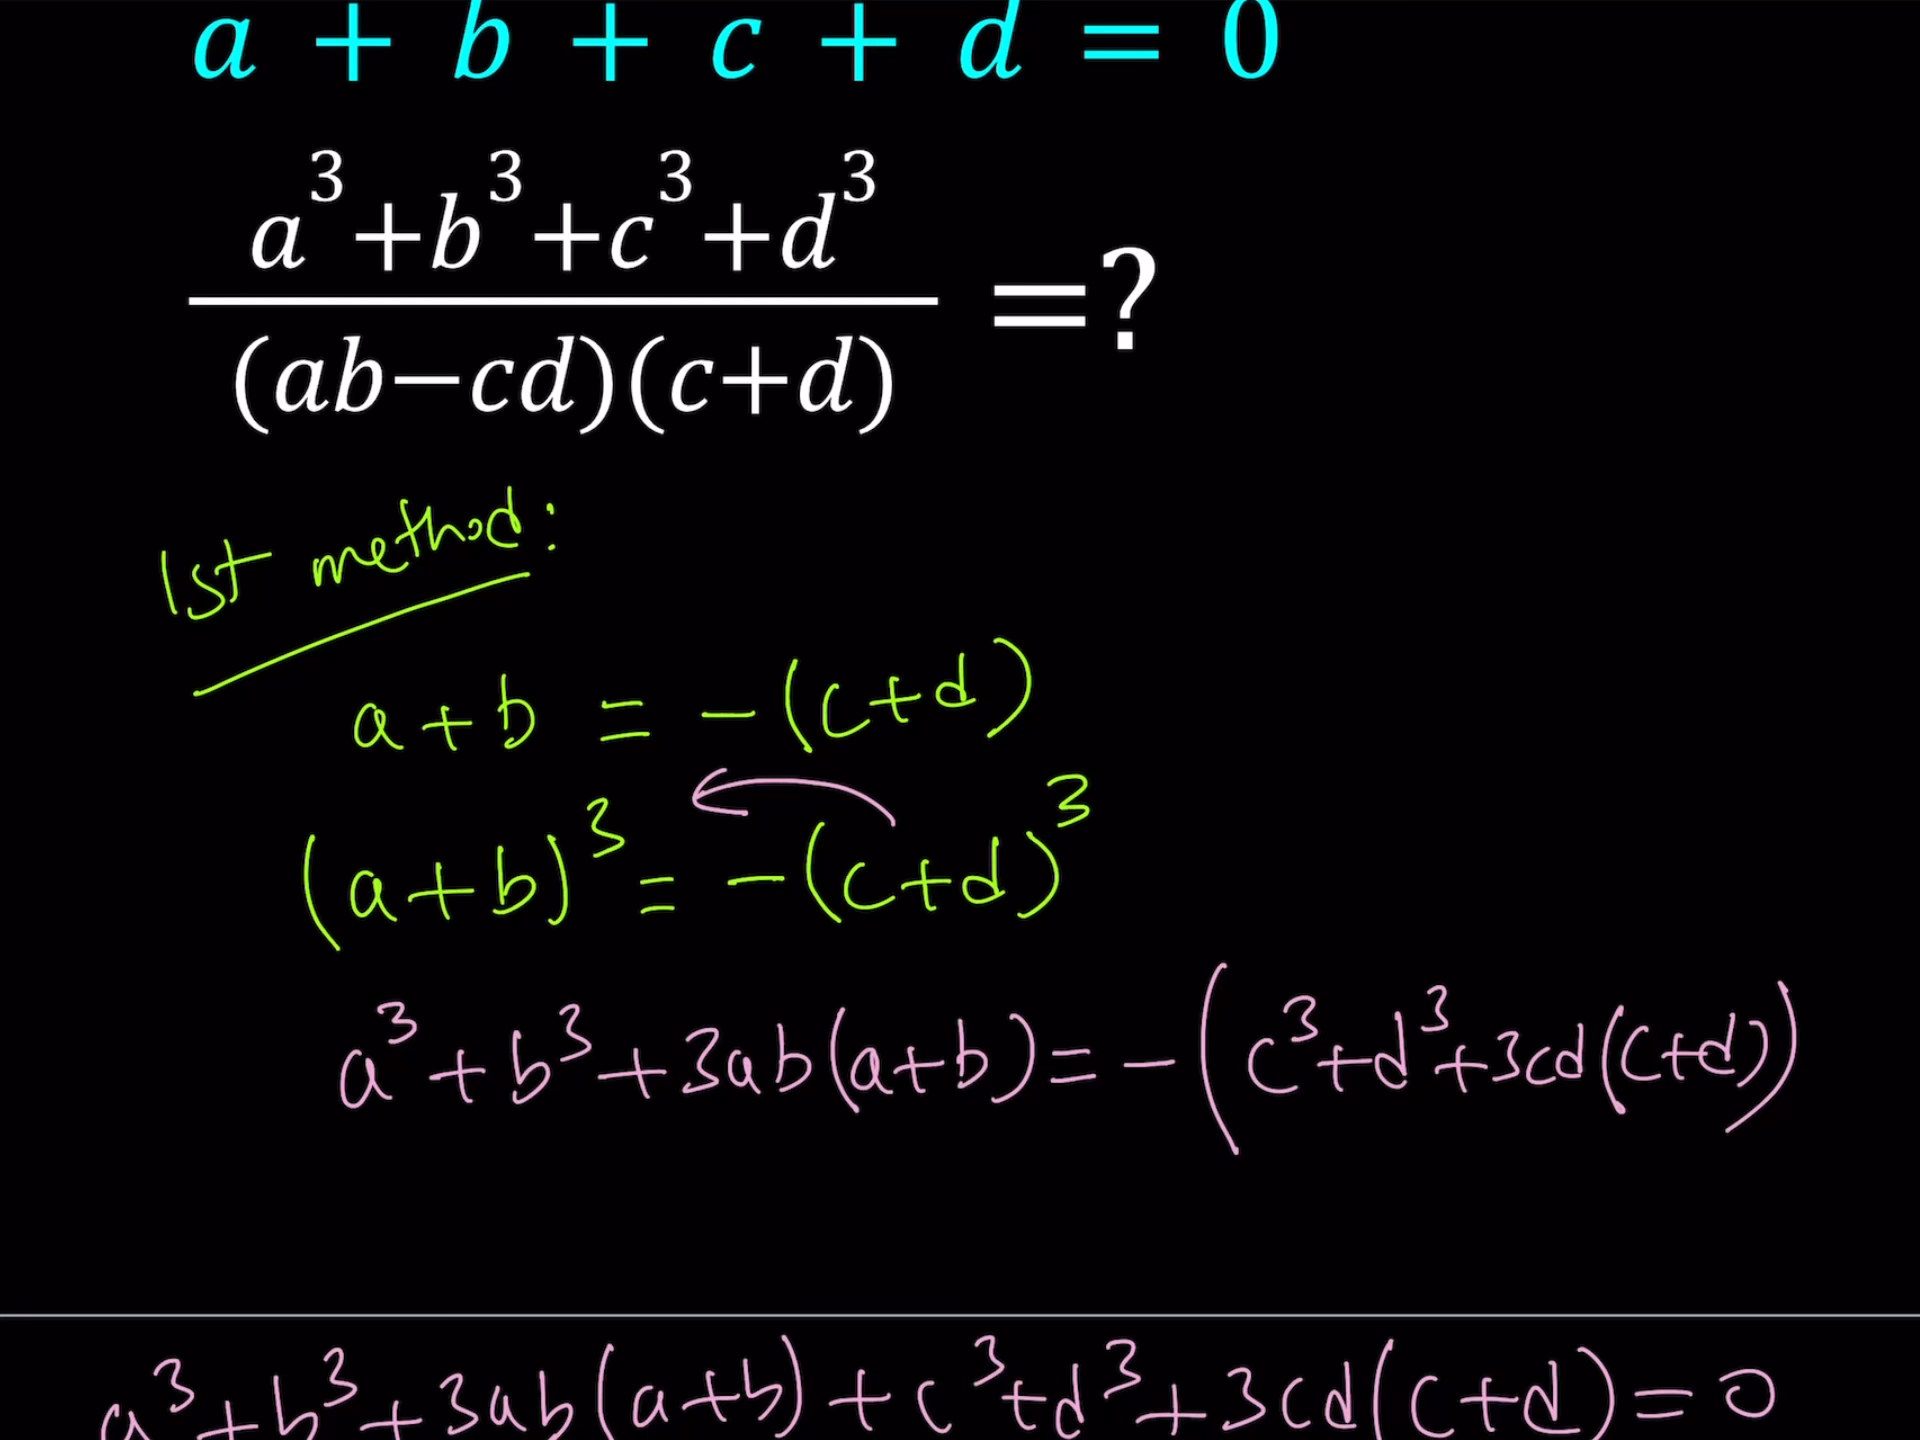 a + b + c + d = 0
a³+b³+c³+d³
(ab−cd)(c+d)
=?
1st method:
a+b = -(c+d)
(a+b)³ = -(c+d)³
a³+b³+3ab(a+b) = -(c³+d³+3cd(c+d))
a³+b³+3ab(a+b)+c³+d³+3cd(c+d)=0